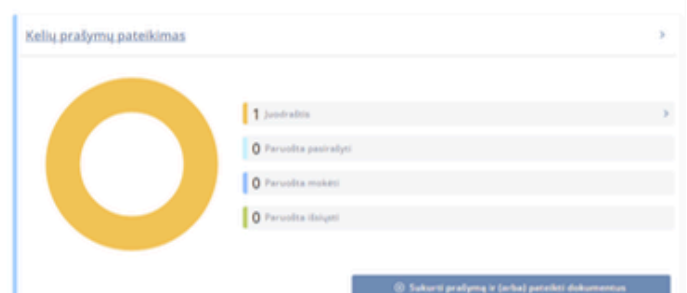 Kelių prašymų pateikimas
1 Juodraštis
0 Paruošta pasirašyti
0 Paruošta mokėti
0 Paruošta išsiųsti
Sukurti prašymą ir (arba) pateikti dokumentus